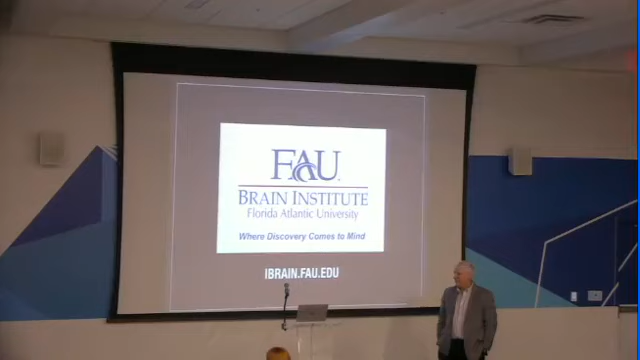 FAU
BRAIN INSTITUTE
Florida Atlantic University
Where Discovery Comes to Mind
IBRAIN.FAU.EDU